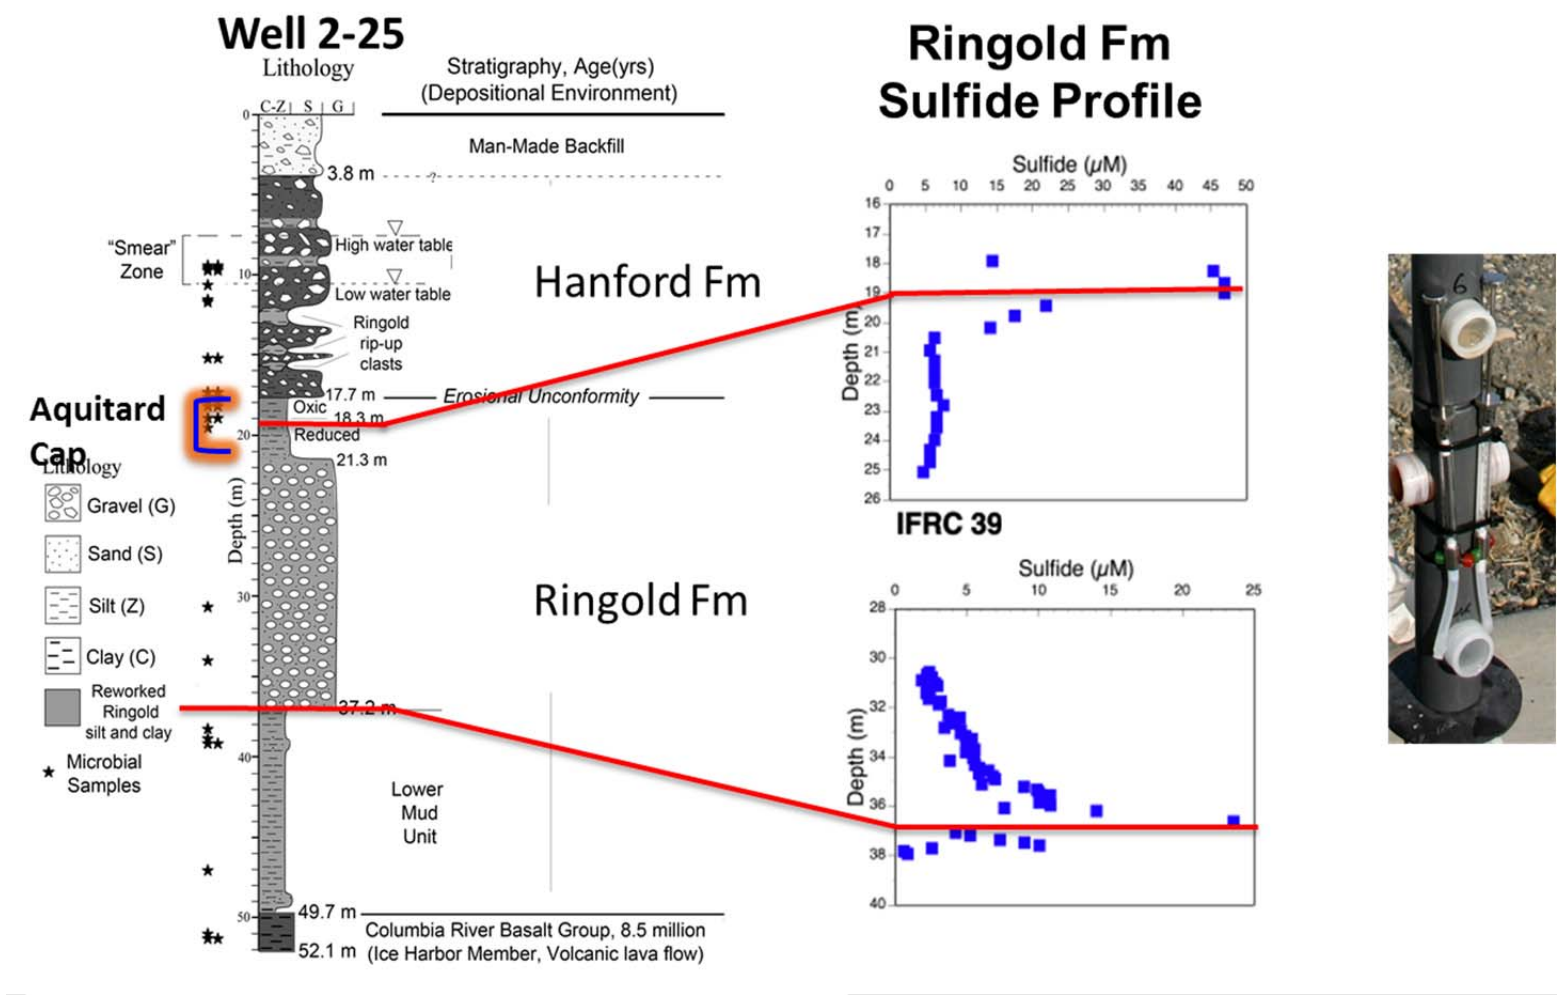 Well 2-25
Lithology
C-Z S G
Stratigraphy, Age(yrs)
(Depositional Environment)
0
Man-Made Backfill
3.8 m
?
"Smear"
Zone
High water table
10
Low water table
Hanford Fm
Ringold
rip-up
clasts
17.7 m
Erosional Unconformity
Oxic
18.3 m
Aquitard
Cap
20
Reduced
21.3 m
Lithology
Gravel (G)
Sand (S)
Silt (Z)
Clay (C)
Reworked
Ringold
silt and clay
Microbial
Samples
Depth (m)
30
Ringold Fm
37.2 m
40
Lower
Mud
Unit
50
49.7 m
Columbia River Basalt Group, 8.5 million
52.1 m
(Ice Harbor Member, Volcanic lava flow)
Ringold Fm
Sulfide Profile
Sulfide (µM)
0 5 10 15 20 25 30 35 40 45 50
16
17
18
19
20
21
22
23
24
25
26
Depth (m)
IFRC 39
Sulfide (µM)
0 5 10 15 20 25
28
30
32
34
36
38
40
Depth (m)
6